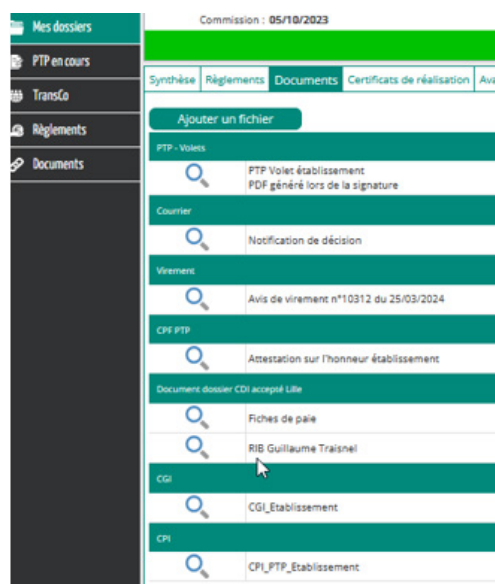 Mes dossiers
PTP en cours
TransCo
Règlements
Documents
Commission : 05/10/2023
Synthèse Règlements Documents Certificats de réalisation
Ajouter un fichier
PTP - Volets
PTP Volet établissement
PDF généré lors de la signature
Courrier
Notification de décision
Virement
Avis de virement n°10312 du 25/03/2024
CPF PTP
Attestation sur l'honneur établissement
Document dossier CDI accepté Lille
Fiches de paie
RIB Guillaume Traisnel
CGI
CGI_Etablissement
CPI
CPI_PTP_Etablissement